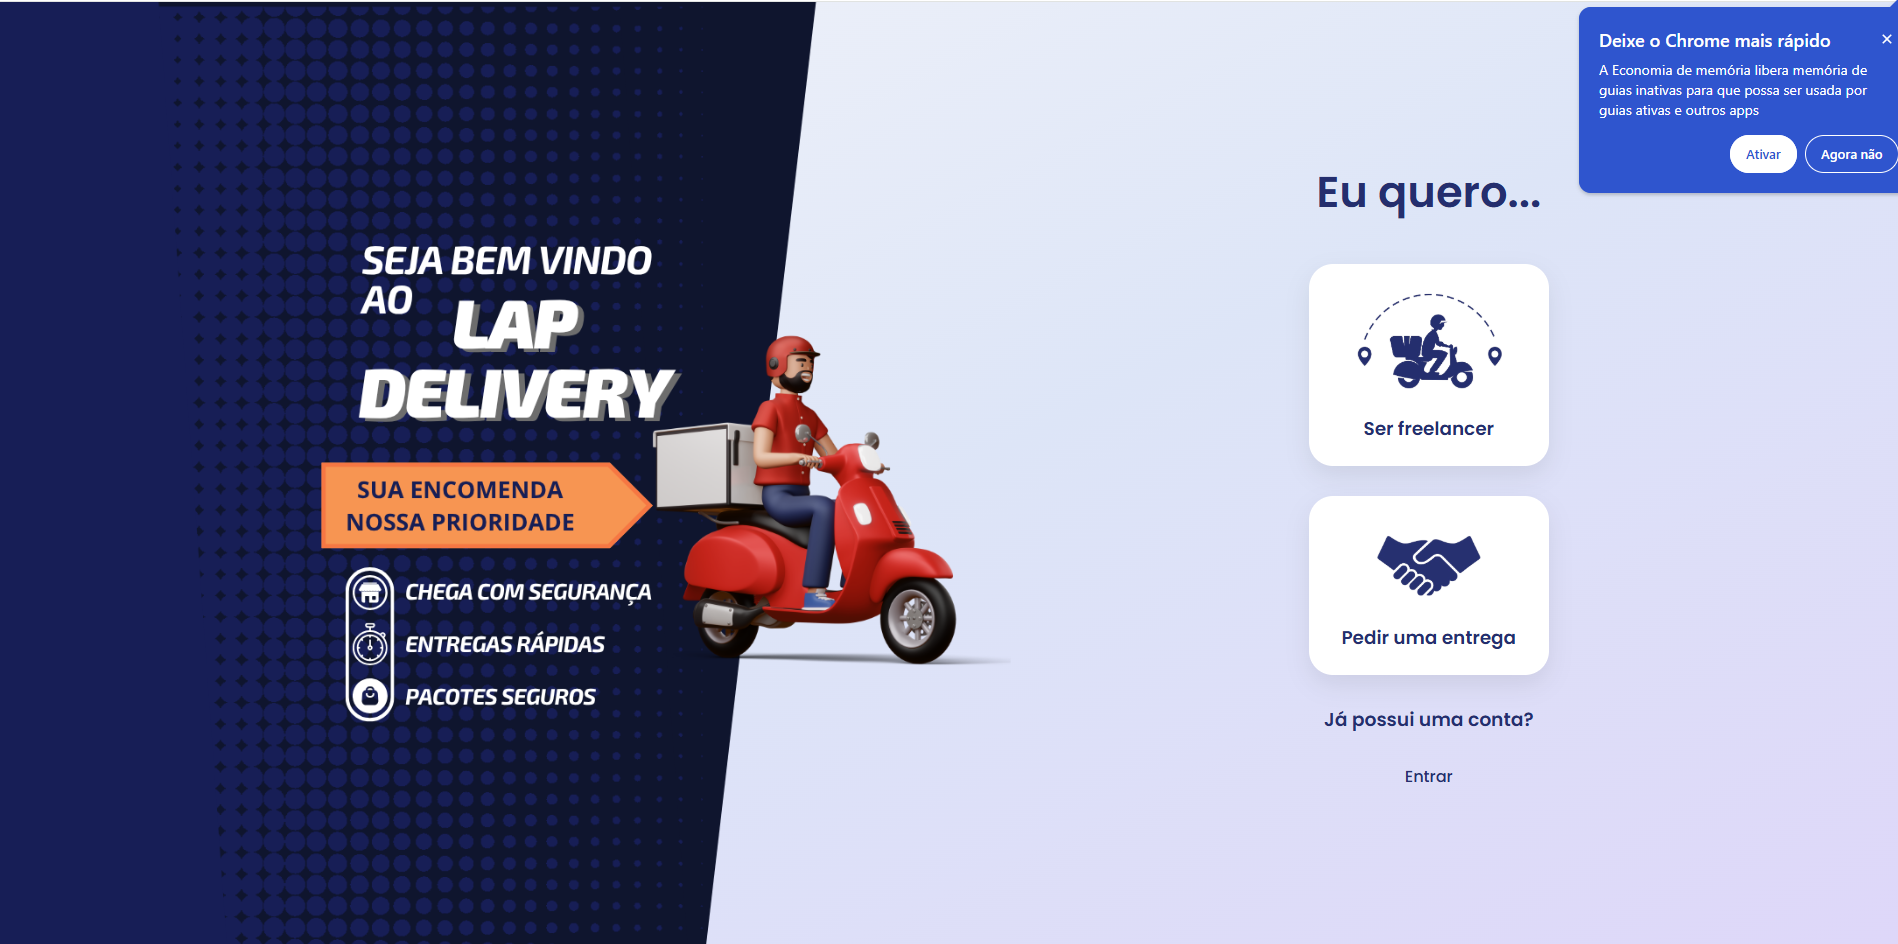 SEJA BEM VINDO
AO LAP
DELIVERY
SUA ENCOMENDA
NOSSA PRIORIDADE
CHEGA COM SEGURANÇA
ENTREGAS RÁPIDAS
PACOTES SEGUROS
Eu quero...
Ser freelancer
Pedir uma entrega
Já possui uma conta?
Entrar
Deixe o Chrome mais rápido
A Economia de memória libera memória de
guias inativas para que possa ser usada por
guias ativas e outros apps
Ativar
Agora não